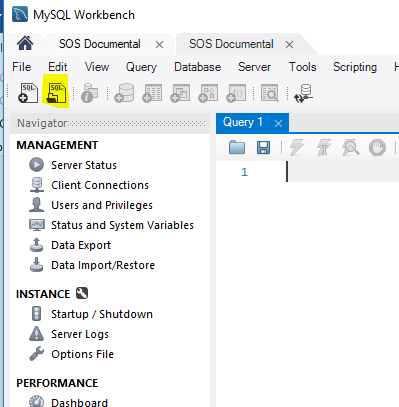 MySQL Workbench
SOS Documental SOS Documental
File Edit View Query Database Server Tools Scripting
SQL SQL
Navigator Query 1
MANAGEMENT 1
Server Status
Client Connections
Users and Privileges
Status and System Variables
Data Export
Data Import/Restore
INSTANCE
Startup / Shutdown
Server Logs
Options File
PERFORMANCE
Dashboard